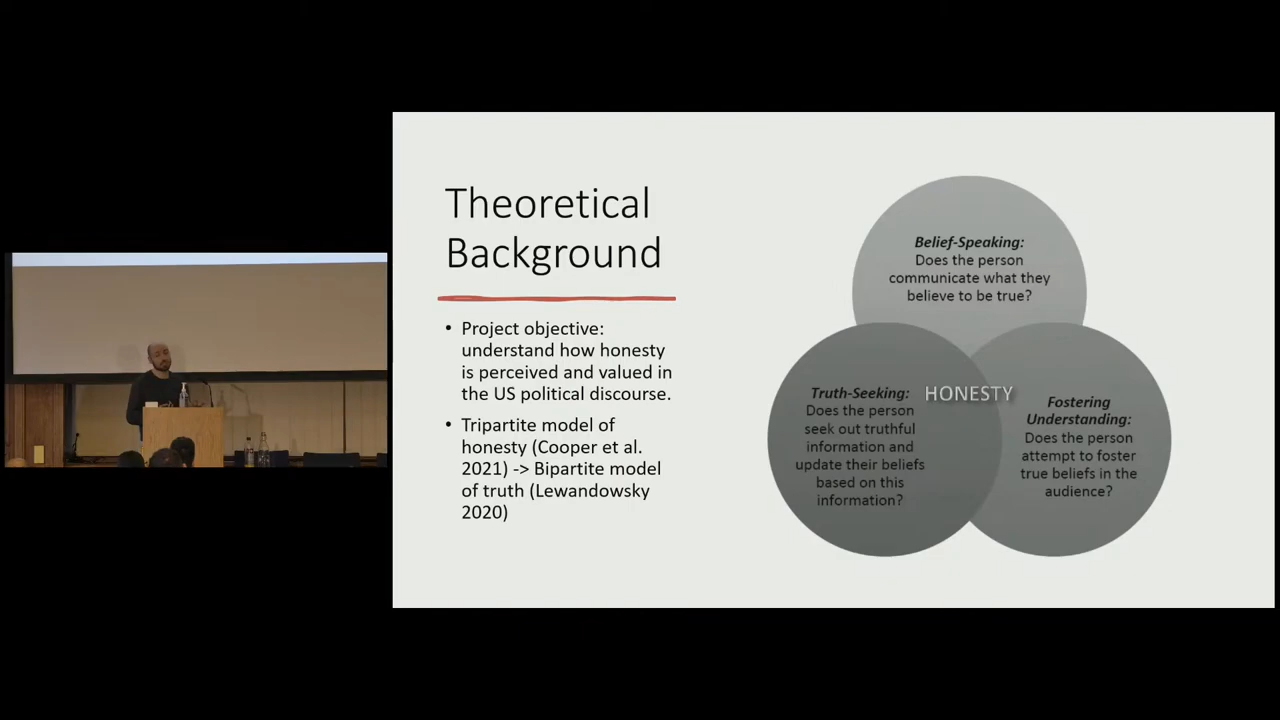 Theoretical
Background
• Project objective:
understand how honesty
is perceived and valued in
the US political discourse.
• Tripartite model of
honesty (Cooper et al.
2021) -> Bipartite model
of truth (Lewandowsky
2020)
Belief-Speaking:
Does the person
communicate what they
believe to be true?
HONESTY
Truth-Seeking:
Does the person
seek out truthful
information and
update their beliefs
based on this
information?
Fostering
Understanding:
Does the person
attempt to foster
true beliefs in the
audience?